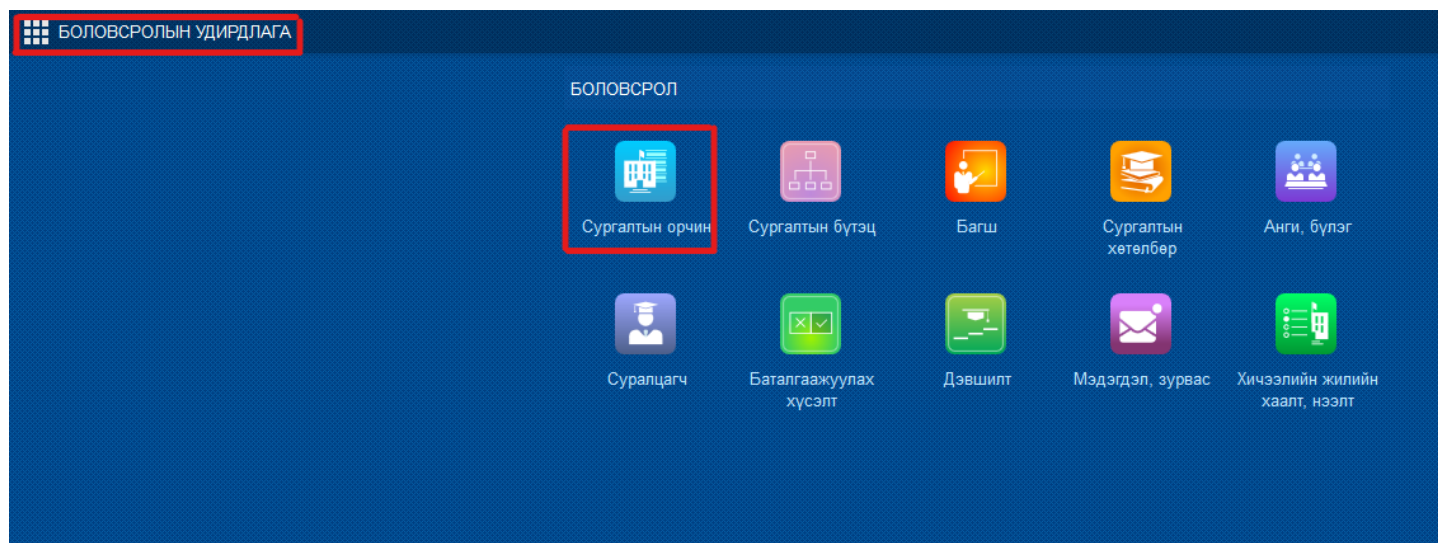 БОЛОВСРОЛЫН УДИРДЛАГА
БОЛОВСРОЛ
Сургалтын орчин
Сургалтын бүтэц
Багш
Сургалтын
хөтөлбөр
Анги, бүлэг
Суралцагч
Баталгаажуулах
хүсэлт
Дэвшилт
Мэдэгдэл, зурвас
Хичээлийн жилийн
хаалт, нээлт